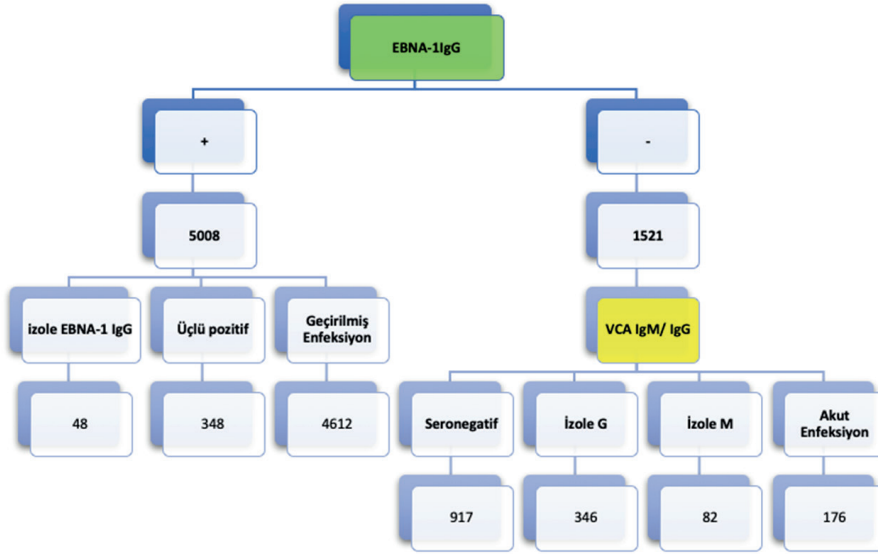 EBNA-1IgG
+
-
5008
1521
izole EBNA-1 IgG
Üçlü pozitif
Geçirilmiş
Enfeksiyon
VCA IgM/ IgG
48
348
4612
Seronegatif
İzole G
İzole M
Akut
Enfeksiyon
917
346
82
176